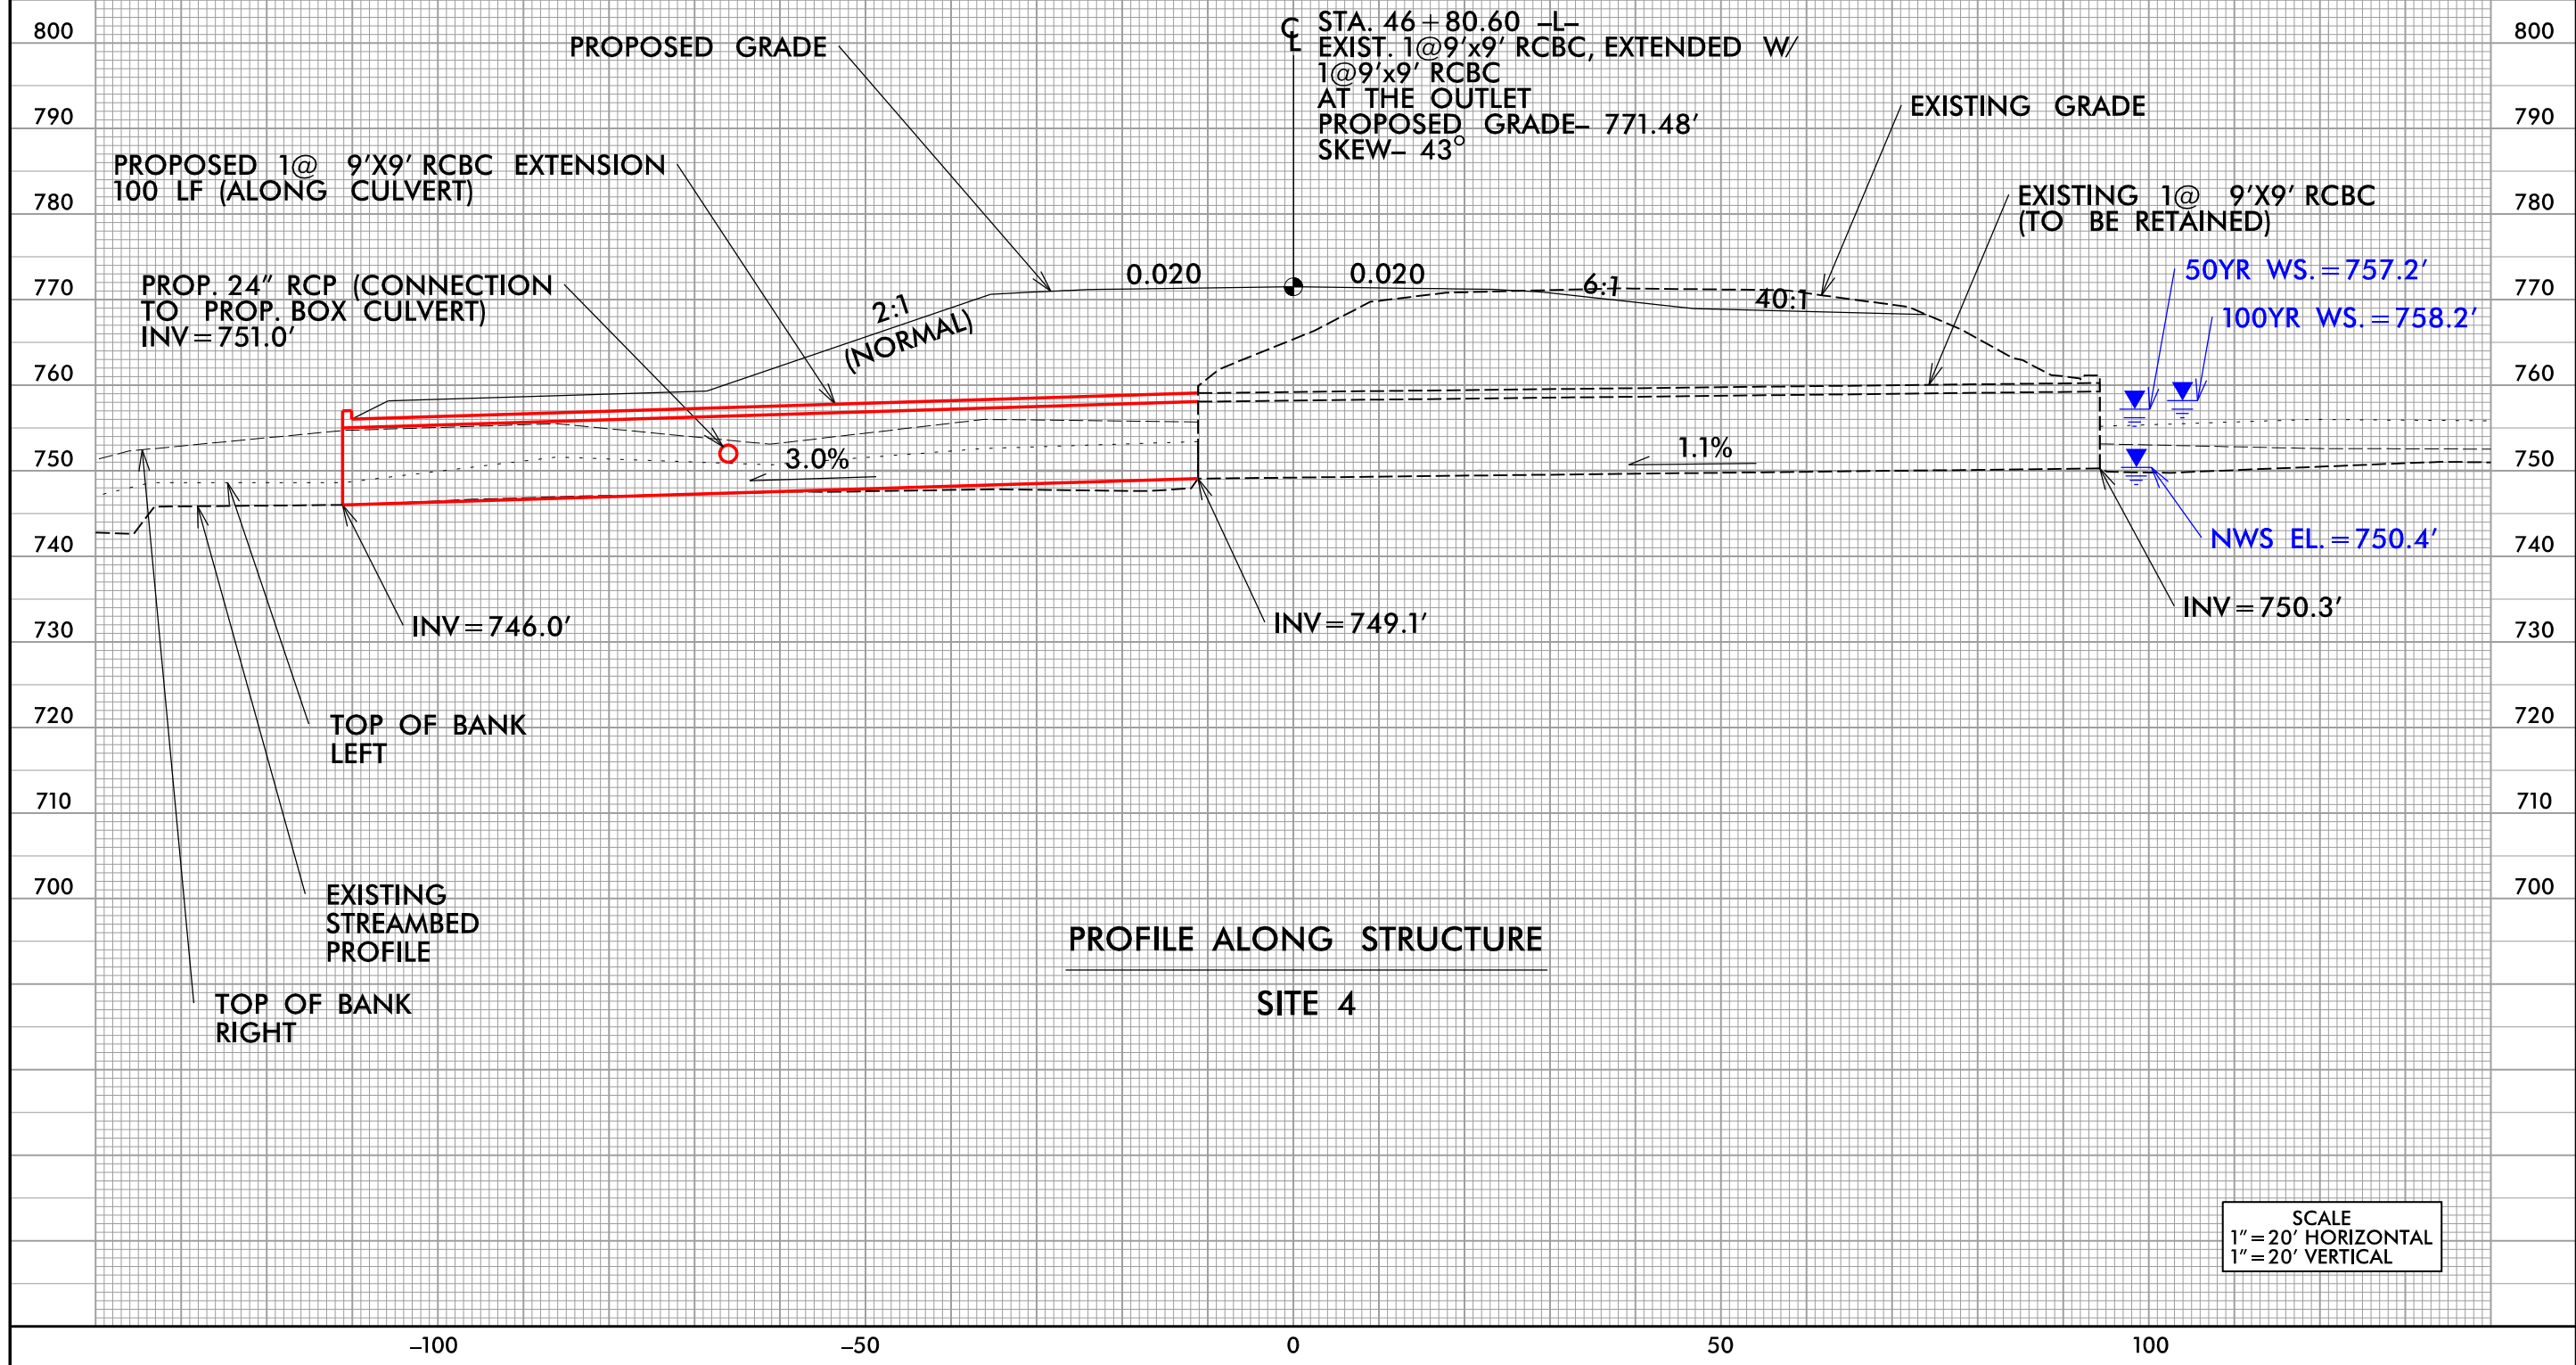 800
790
780
770
760
750
740
730
720
710
700
PROPOSED GRADE
℄ STA. 46+80.60 –L–
EXIST. 1@9'x9' RCBC, EXTENDED W/
1@9'x9' RCBC
AT THE OUTLET
PROPOSED GRADE– 771.48'
SKEW– 43°
EXISTING GRADE
PROPOSED 1@ 9'X9' RCBC EXTENSION
100 LF (ALONG CULVERT)
EXISTING 1@ 9'X9' RCBC
(TO BE RETAINED)
PROP. 24" RCP (CONNECTION
TO PROP. BOX CULVERT)
INV=751.0'
2:1
(NORMAL)
0.020
0.020
6:1
40:1
50YR WS.=757.2'
100YR WS.=758.2'
3.0%
1.1%
NWS EL.=750.4'
INV=746.0'
INV=749.1'
INV=750.3'
TOP OF BANK
LEFT
EXISTING
STREAMBED
PROFILE
TOP OF BANK
RIGHT
PROFILE ALONG STRUCTURE
SITE 4
SCALE
1"=20' HORIZONTAL
1"=20' VERTICAL
800
790
780
770
760
750
740
730
720
710
700
–100
–50
0
50
100